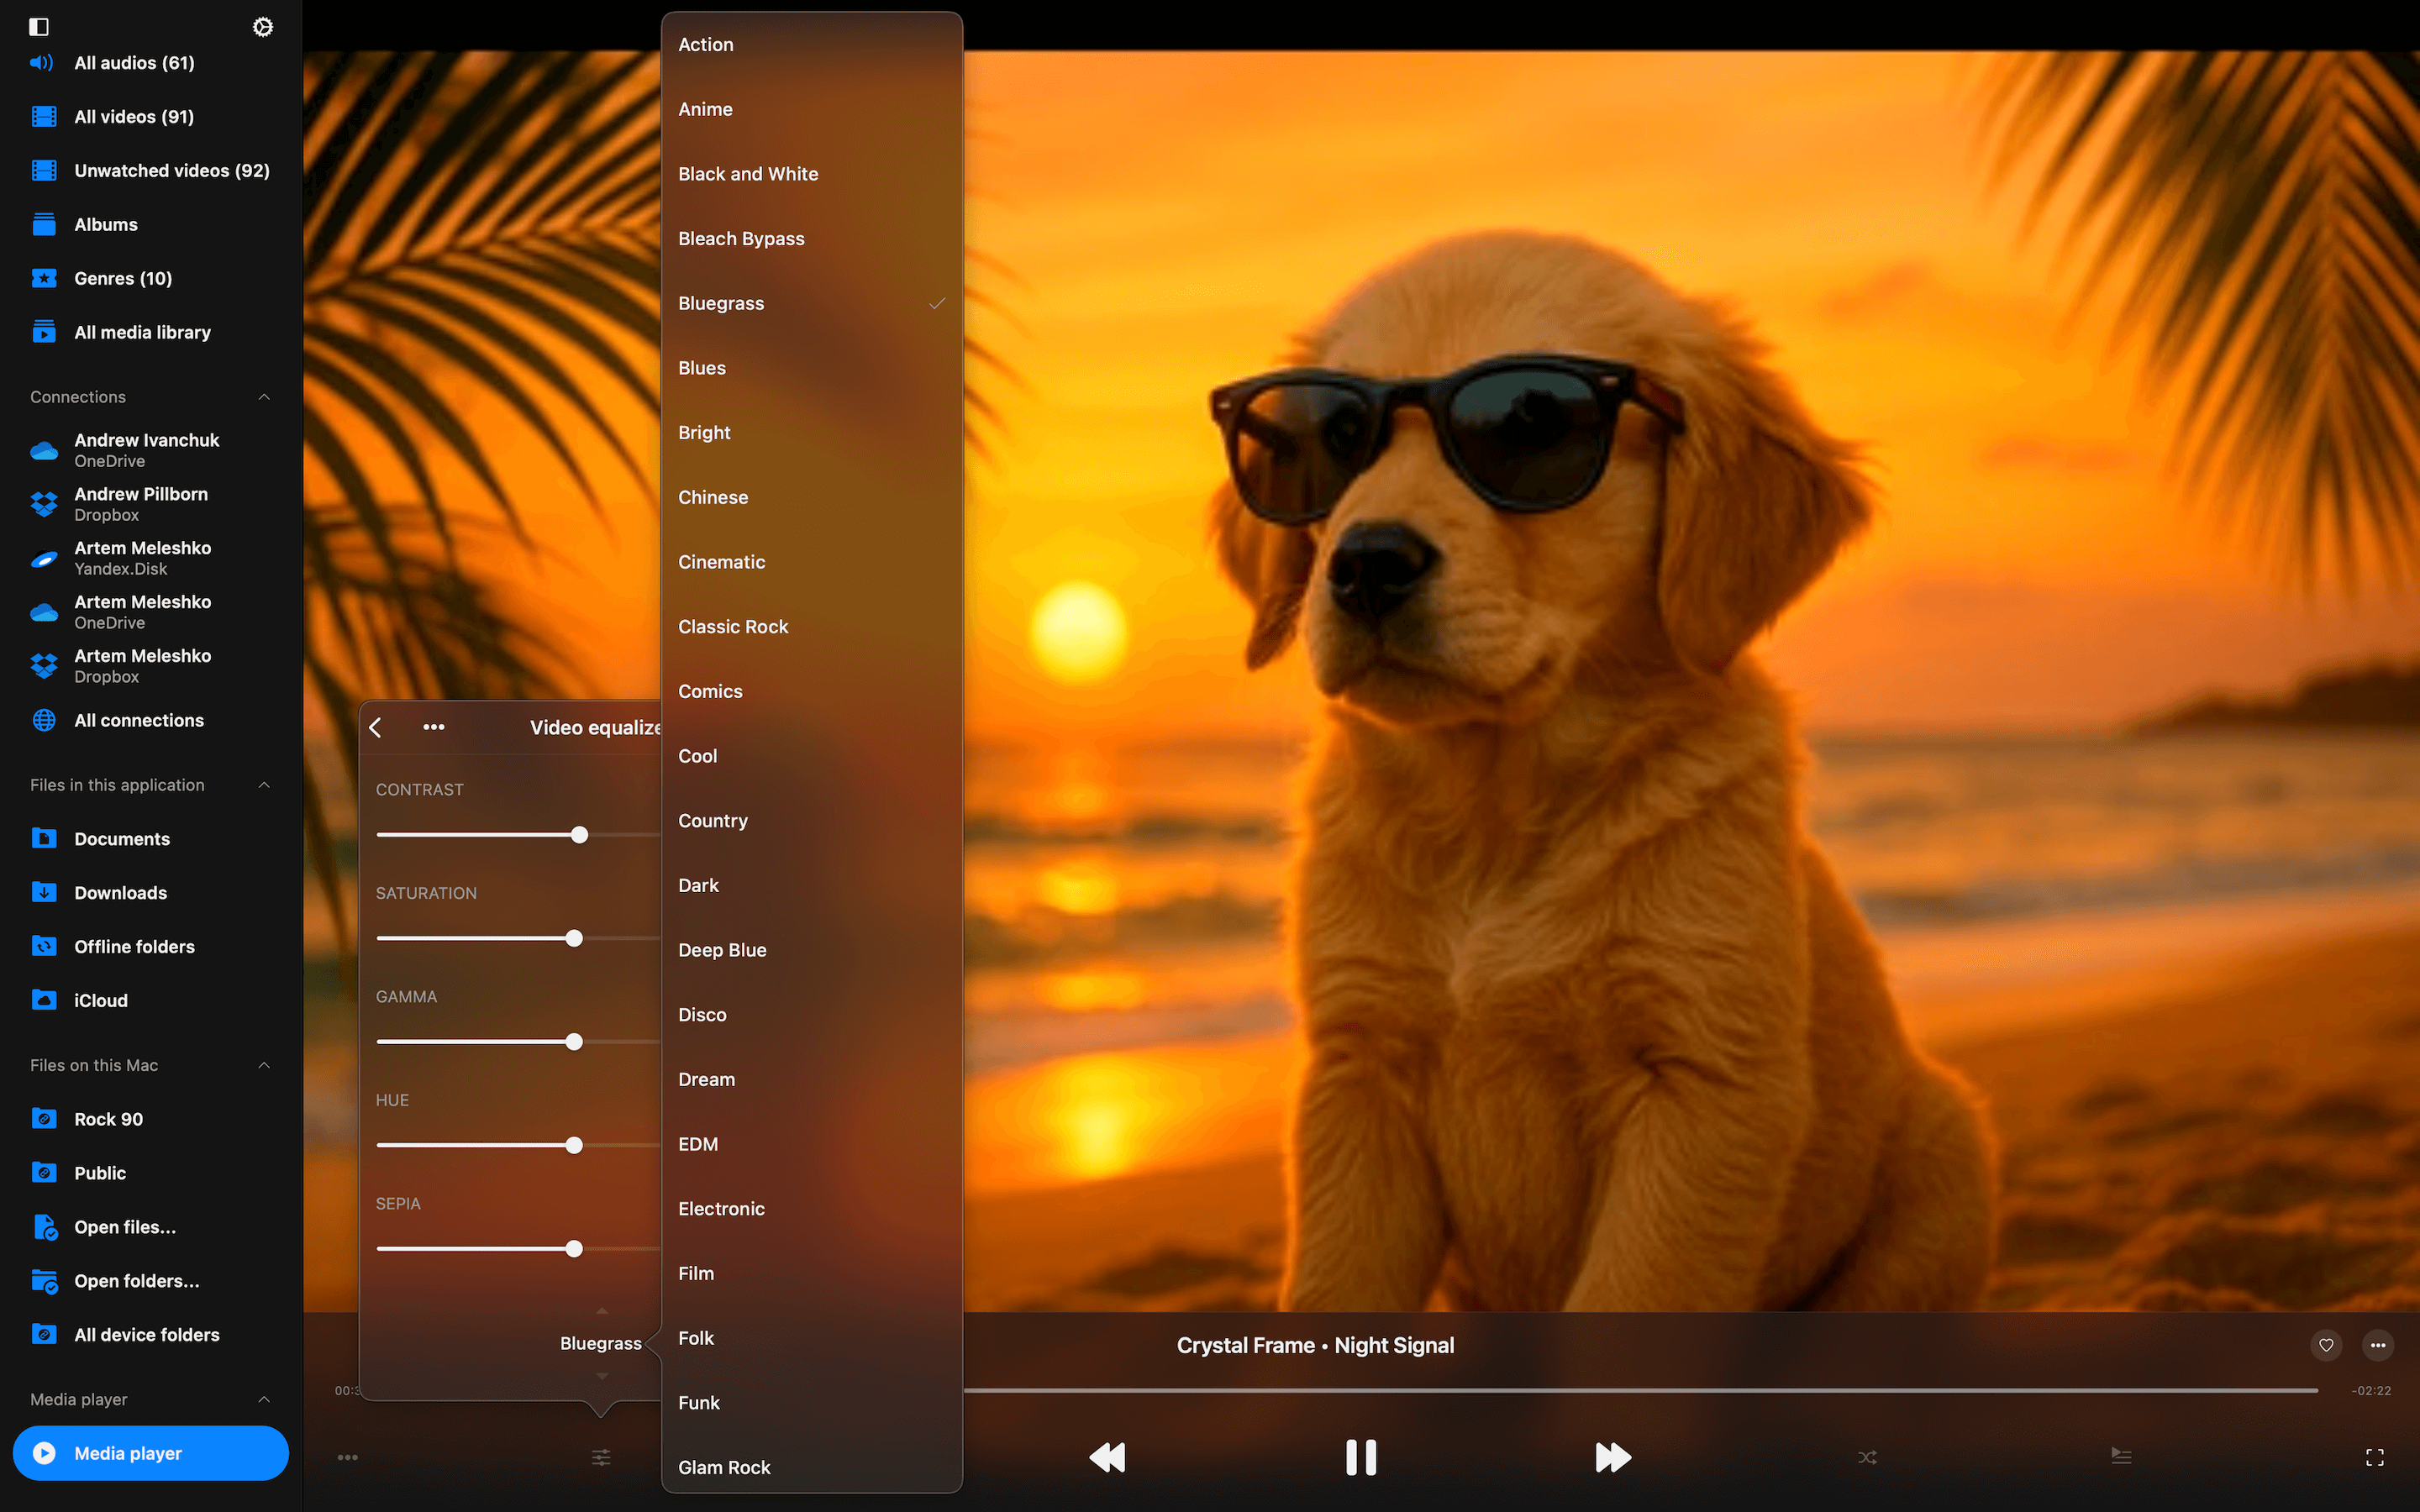 All audios (61)
All videos (91)
Unwatched videos (92)
Albums
Genres (10)
All media library
Connections
Andrew Ivanchuk
OneDrive
Andrew Pillborn
Dropbox
Artem Meleshko
Yandex.Disk
Artem Meleshko
OneDrive
Artem Meleshko
Dropbox
All connections
Files in this application
Documents
Downloads
Offline folders
iCloud
Files on this Mac
Rock 90
Public
Open files...
Open folders...
All device folders
Media player
Media player
Video equalize
CONTRAST
SATURATION
GAMMA
HUE
SEPIA
Bluegrass
Action
Anime
Black and White
Bleach Bypass
Bluegrass
Blues
Bright
Chinese
Cinematic
Classic Rock
Comics
Cool
Country
Dark
Deep Blue
Disco
Dream
EDM
Electronic
Film
Folk
Funk
Glam Rock
Crystal Frame • Night Signal
-02:22